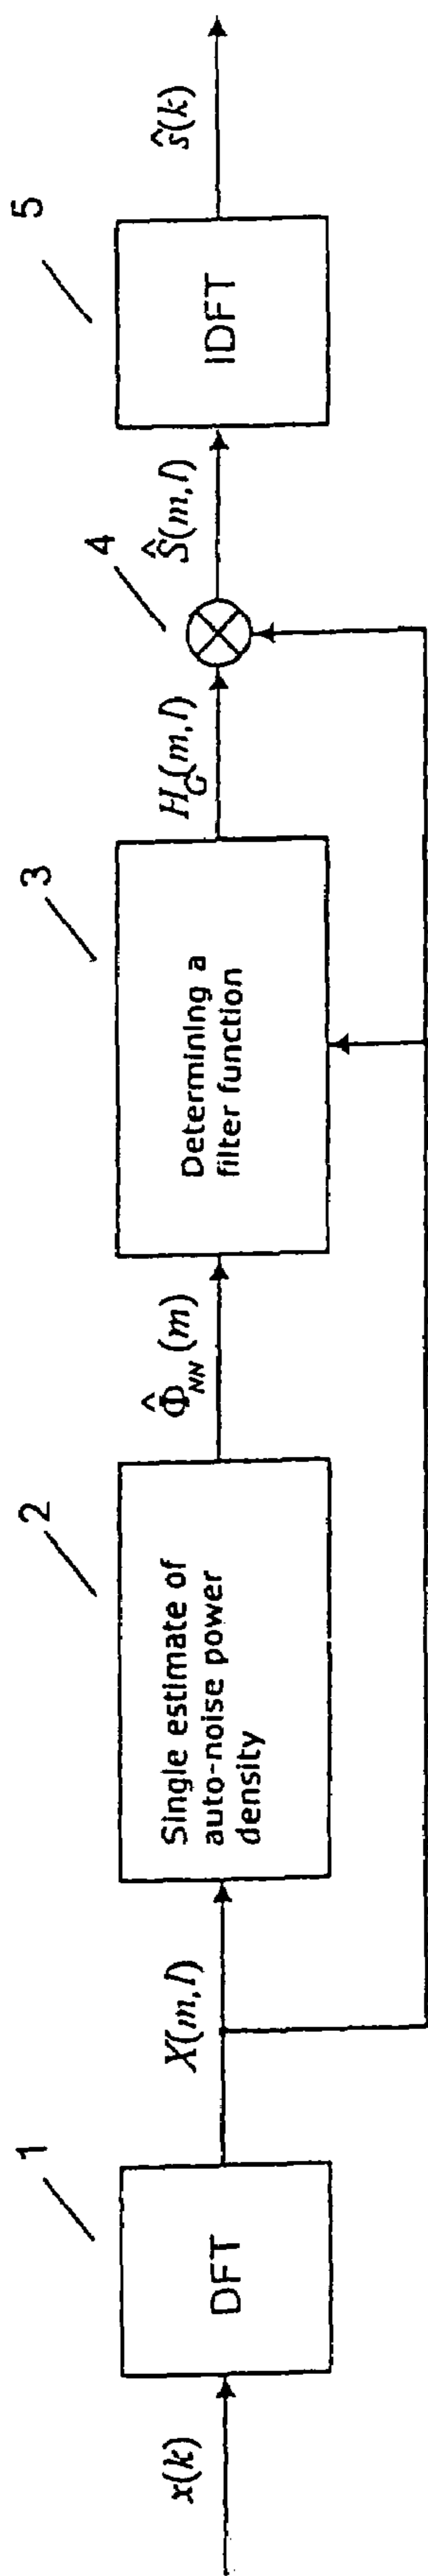 1
2
3
4
5
x(k)
DFT
X(m,l)
Single estimate of
auto-noise power
density
Φ̂_NN (m)
Determining a
filter function
H_G(m,l)
Ŝ(m,l)
IDFT
ŝ(k)